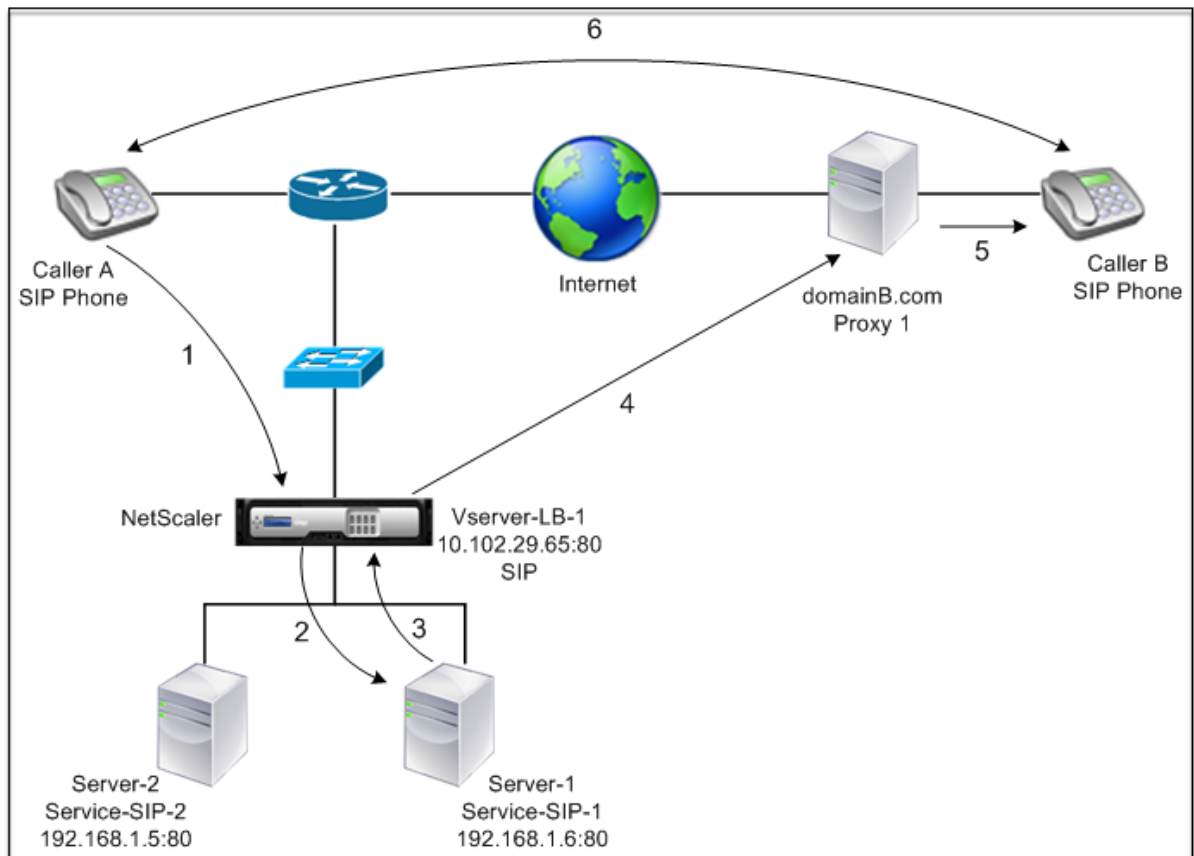 6
Caller A
SIP Phone
Internet
domainB.com
Proxy 1
5
Caller B
SIP Phone
1
4
NetScaler
Vserver-LB-1
10.102.29.65:80
SIP
2
3
Server-2
Service-SIP-2
192.168.1.5:80
Server-1
Service-SIP-1
192.168.1.6:80